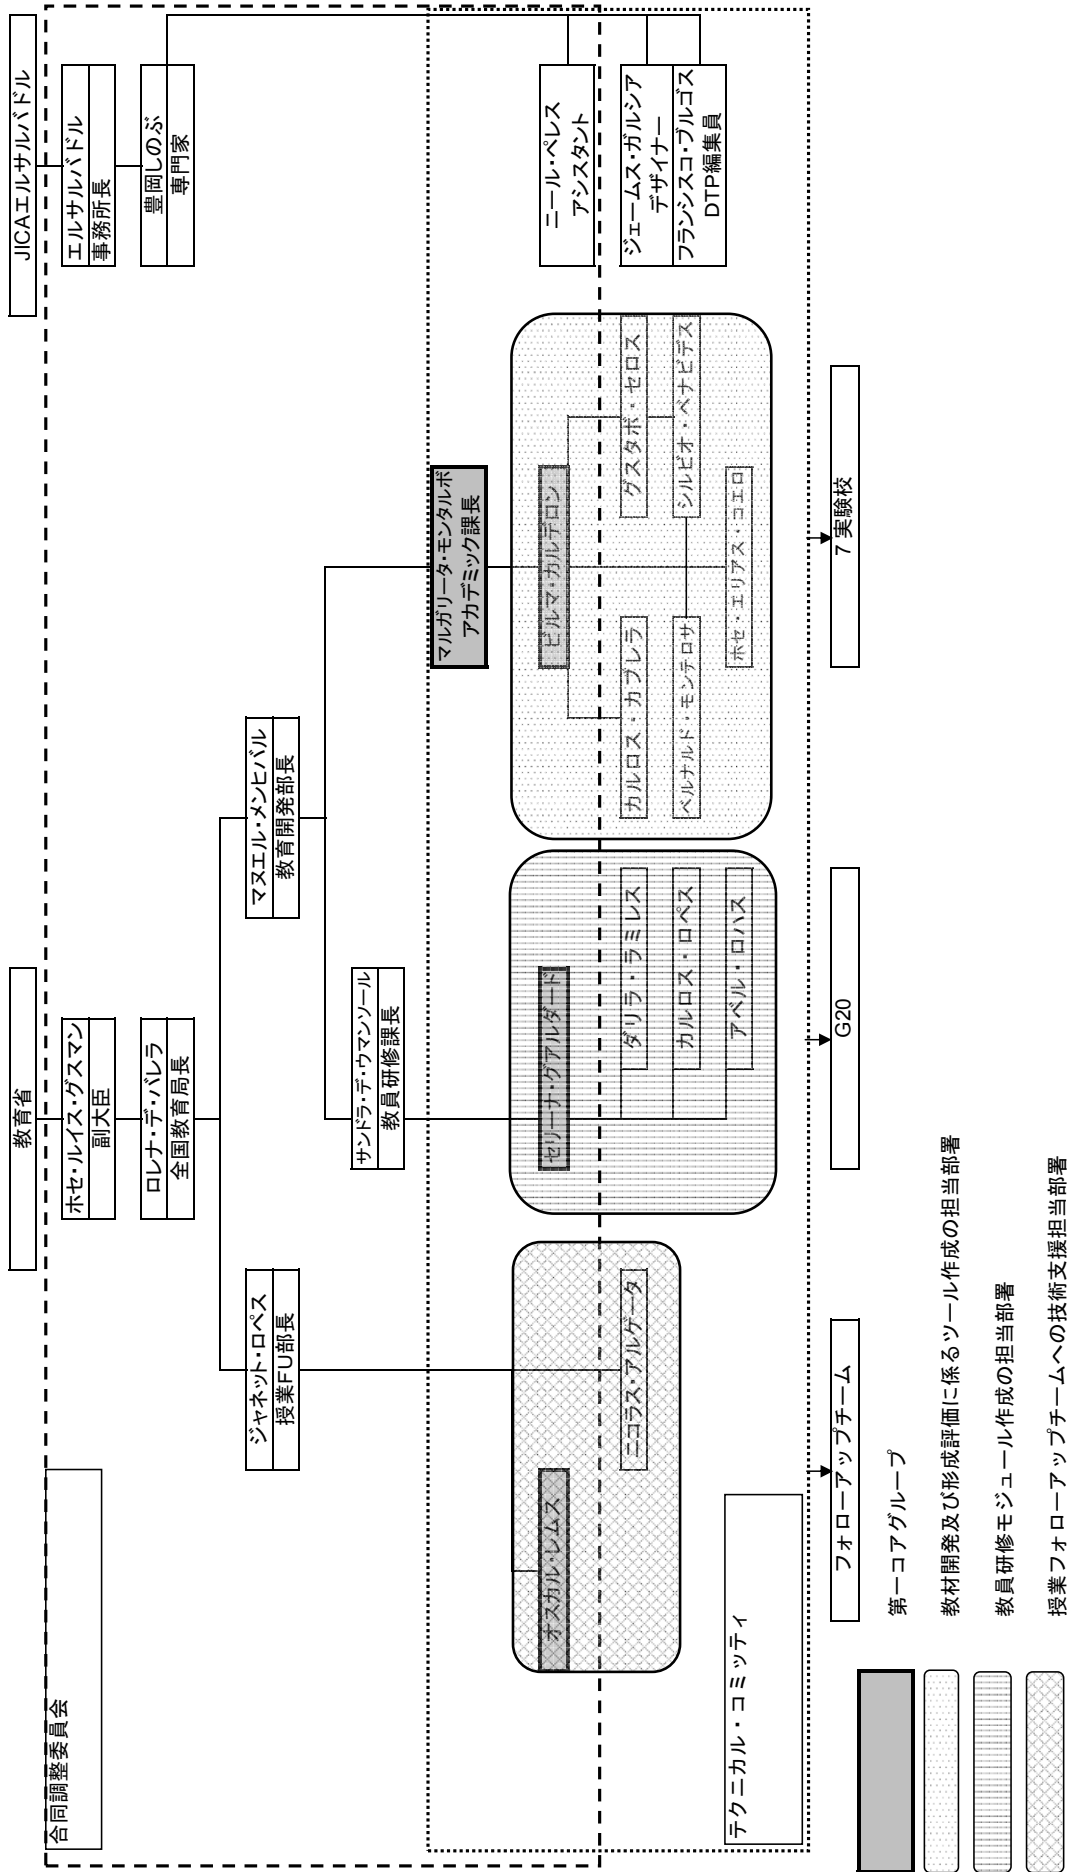 合同調整委員会
教育省
JICAエルサルバドル
ホセ・ルイス・グスマン
副大臣
エルサルバドル
事務所長
ロレナ・デ・バレラ
全国教育局長
豊岡しのぶ
専門家
ジャネット・ロペス
授業FU部長
マヌエル・メンヒバル
教育開発部長
サンドラ・デ・ウマンソール
教員研修課長
マルガリータ・モンタルボ
アカデミック課長
オスカル・レムス
セリーナ・グアルダード
ビルマ・カルデロン
ニール・ペレス
アシスタント
ニコラス・アルゲータ
ダリラ・ラミレス
カルロス・カブレラ
グスタボ・セロス
ジェームス・ガルシア
デザイナー
カルロス・ロペス
ベルナルド・モンテロサ
シルビオ・ベナビデス
フランシスコ・ブルゴス
DTP編集員
アベル・ロハス
ホセ・エリアス・コエロ
テクニカル・コミッティ
フォローアップチーム
G20
7実験校
第一コアグループ
教材開発及び形成評価に係るツール作成の担当部署
教員研修モジュール作成の担当部署
授業フォローアップチームへの技術支援担当部署